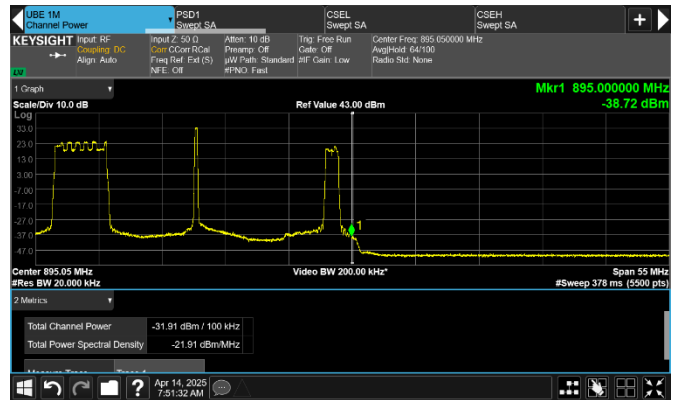 UBE 1M
Channel Power
PSD1
Swept SA
CSEL
Swept SA
CSEH
Swept SA
KEYSIGHT
Input: RF
Coupling: DC
Align: Auto
Input Z: 50 Ω
Corr CCorr RCal
Freq Ref: Ext (S)
NFE: Off
Atten: 10 dB
Preamp: Off
µW Path: Standard
#PNO: Fast
Trig: Free Run
Gate: Off
#IF Gain: Low
Center Freq: 895.050000 MHz
Avg|Hold: 64/100
Radio Std: None
1 Graph
Mkr1 895.000000 MHz
Scale/Div 10.0 dB
Ref Value 43.00 dBm
-38.72 dBm
Log
33.0
23.0
13.0
3.00
-7.00
-17.0
-27.0
-37.0
-47.0
1
Center 895.05 MHz
Video BW 200.00 kHz*
Span 55 MHz
#Res BW 20.000 kHz
#Sweep 378 ms (5500 pts)
2 Metrics
Total Channel Power -31.91 dBm / 100 kHz
Total Power Spectral Density -21.91 dBm/MHz
Measure Trace Trace 1
?
Apr 14, 2025
7:51:32 AM